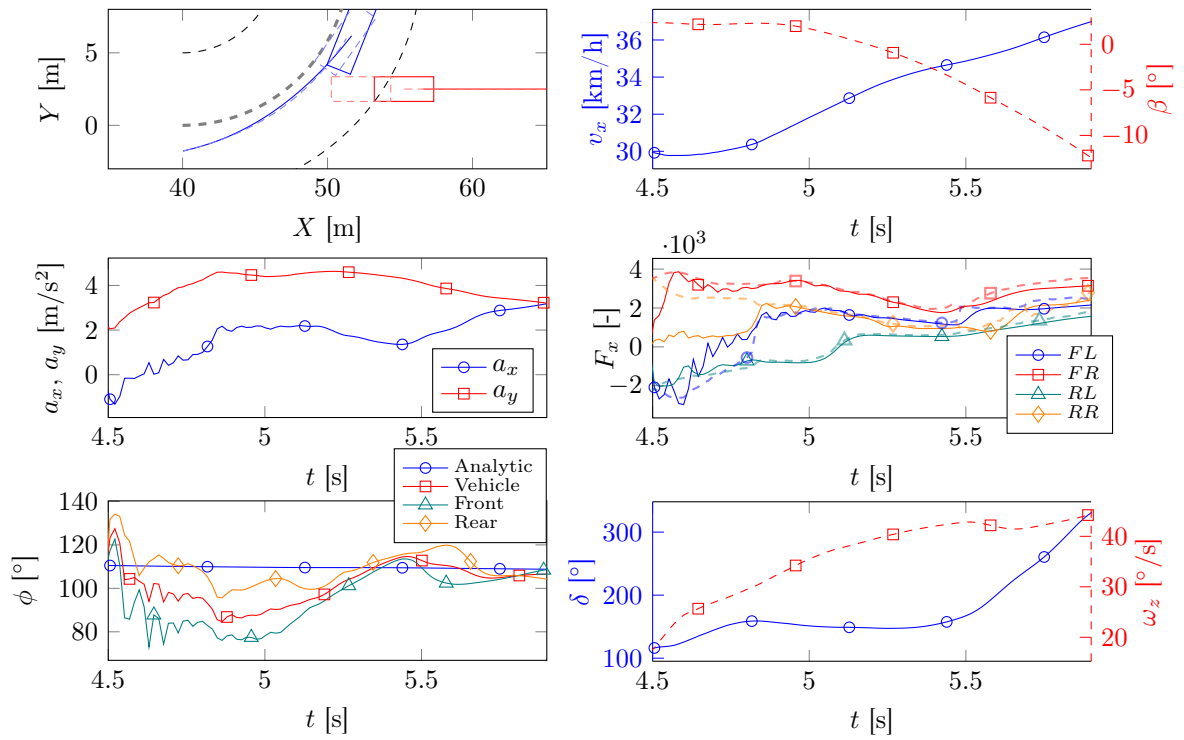 5
0
Y [m]
40
50
60
X [m]
36
34
32
30
v_x [km/h]
0
−5
−10
β [°]
4.5
5
5.5
t [s]
4
2
0
a_x, a_y [m/s²]
a_x
a_y
4.5
5
5.5
t [s]
·10³
4
2
0
−2
F_x [-]
FL
FR
RL
RR
4.5
5
5.5
t [s]
Analytic
Vehicle
Front
Rear
140
120
100
80
ϕ [°]
4.5
5
5.5
t [s]
300
200
150
100
δ [°]
40
30
20
ω_z [°/s]
4.5
5
5.5
t [s]